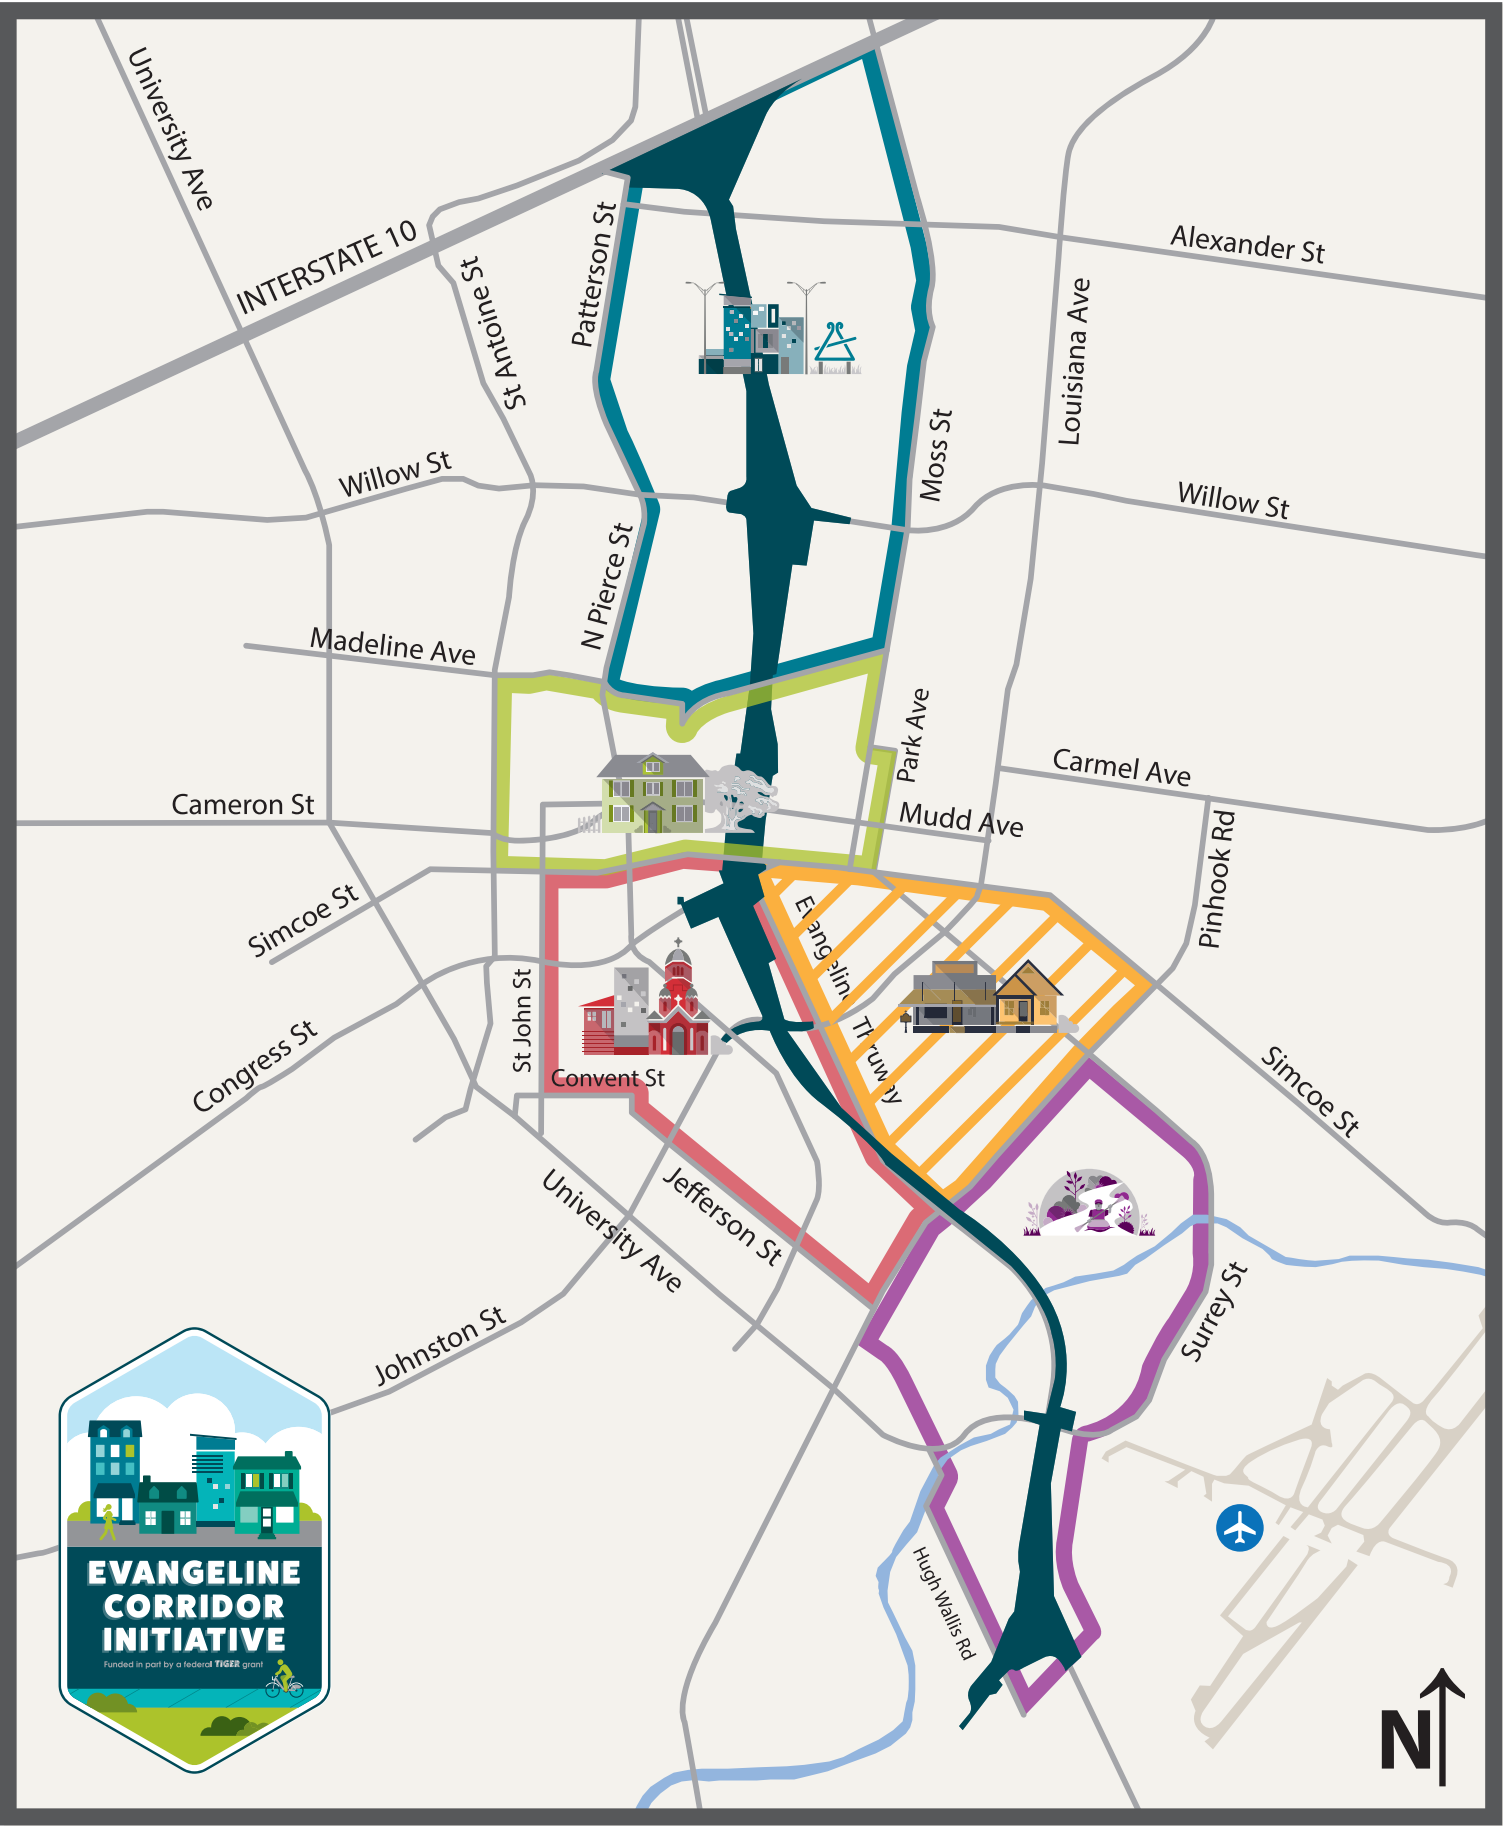 University Ave
INTERSTATE 10
St Antoine St
Patterson St
Alexander St
Louisiana Ave
Moss St
Willow St
Willow St
N Pierce St
Madeline Ave
Park Ave
Carmel Ave
Cameron St
Mudd Ave
Pinhook Rd
Simcoe St
Evangeline
Thruway
St John St
Congress St
Convent St
Simcoe St
Jefferson St
University Ave
Surrey St
Johnston St
Hugh Wallis Rd
EVANGELINE
CORRIDOR
INITIATIVE
Funded in part by a federal TIGER grant
N